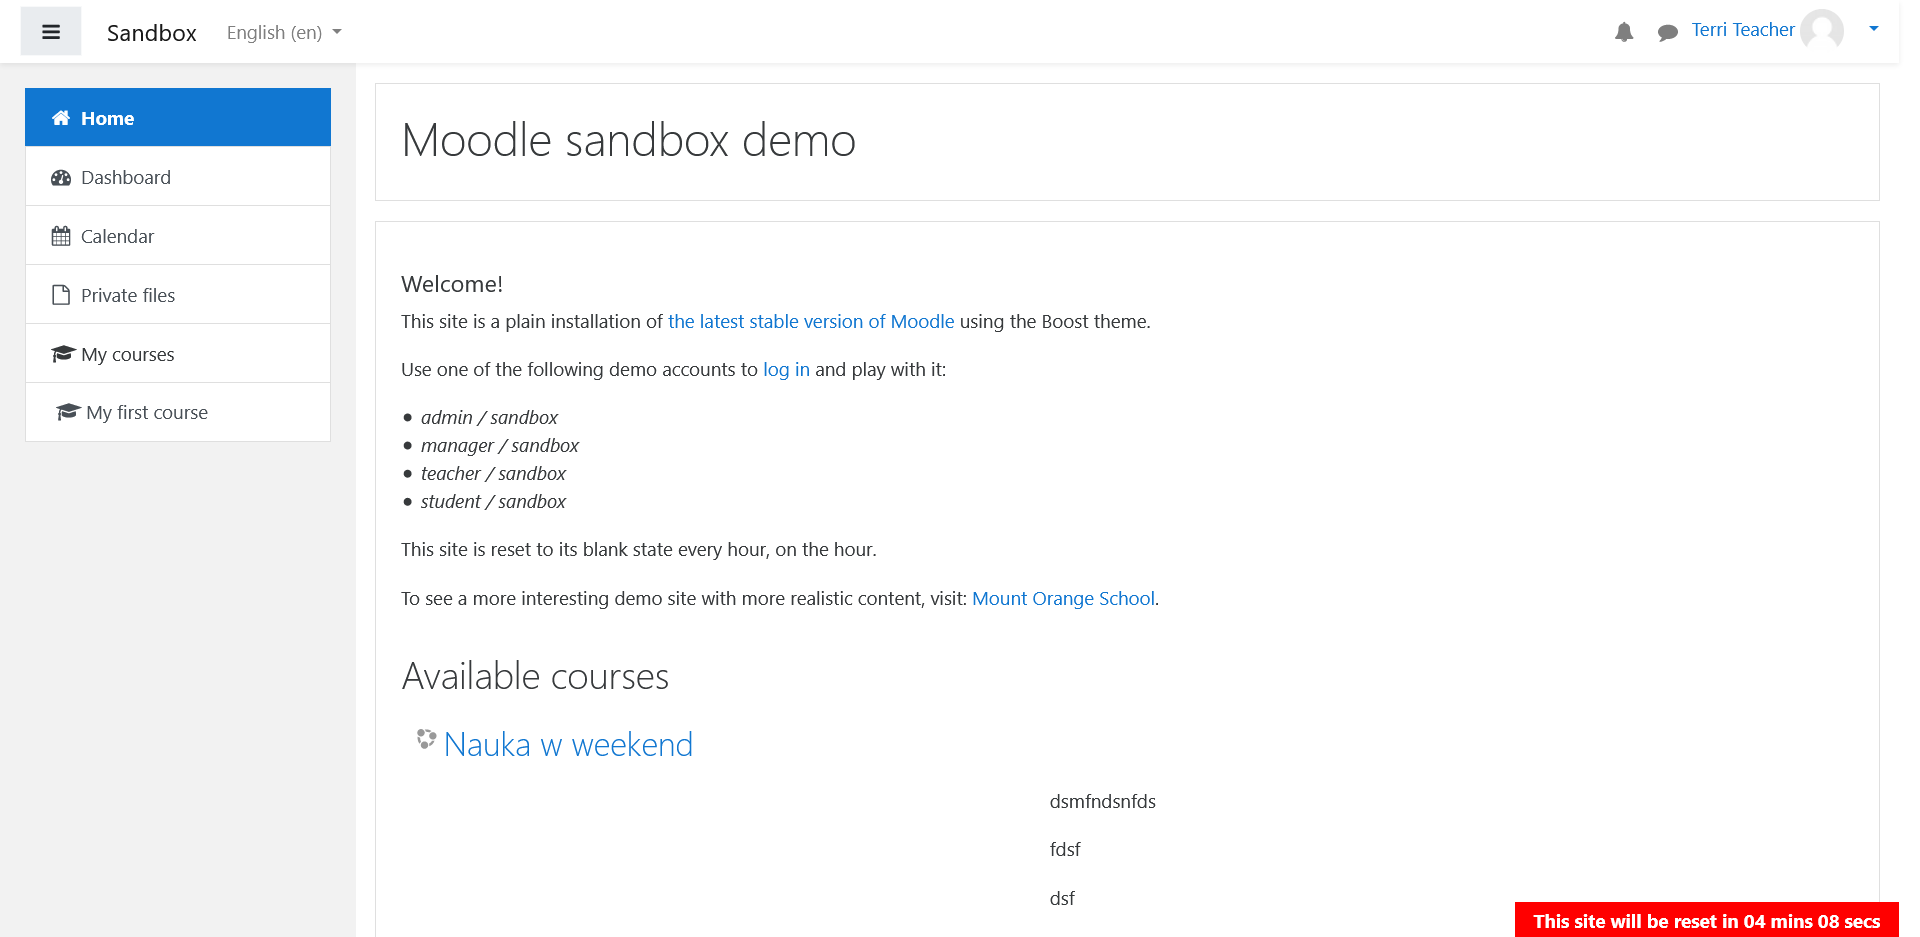 Sandbox
English (en)
Terri Teacher
Home
Dashboard
Calendar
Private files
My courses
My first course
Moodle sandbox demo
Welcome!
This site is a plain installation of the latest stable version of Moodle using the Boost theme.
Use one of the following demo accounts to log in and play with it:
admin / sandbox
manager / sandbox
teacher / sandbox
student / sandbox
This site is reset to its blank state every hour, on the hour.
To see a more interesting demo site with more realistic content, visit: Mount Orange School.
Available courses
Nauka w weekend
dsmfndsnfds
fdsf
dsf
This site will be reset in 04 mins 08 secs